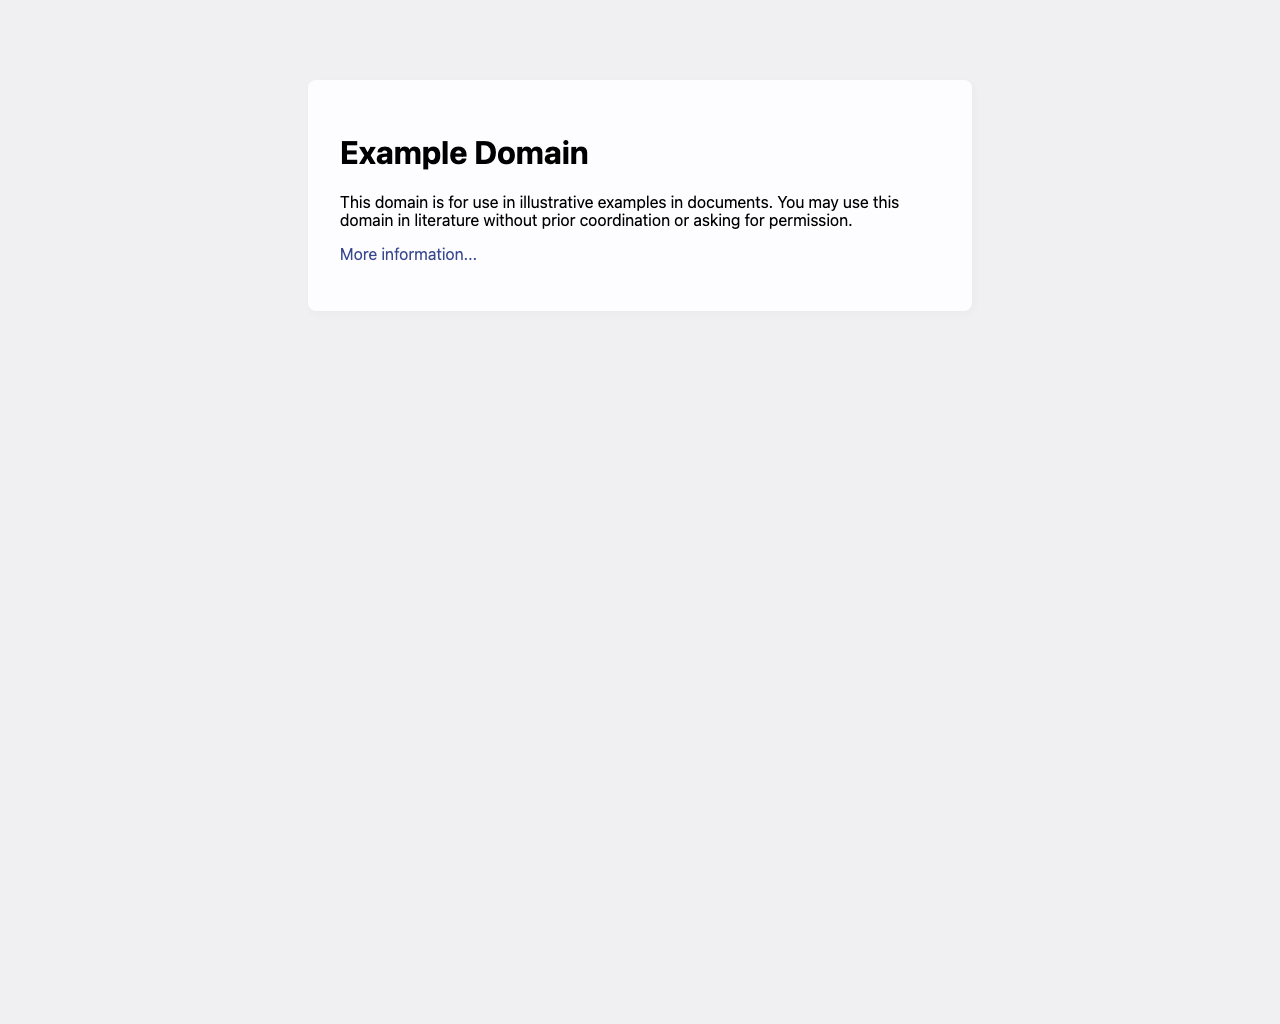 Example Domain
This domain is for use in illustrative examples in documents. You may use this
domain in literature without prior coordination or asking for permission.
More information...